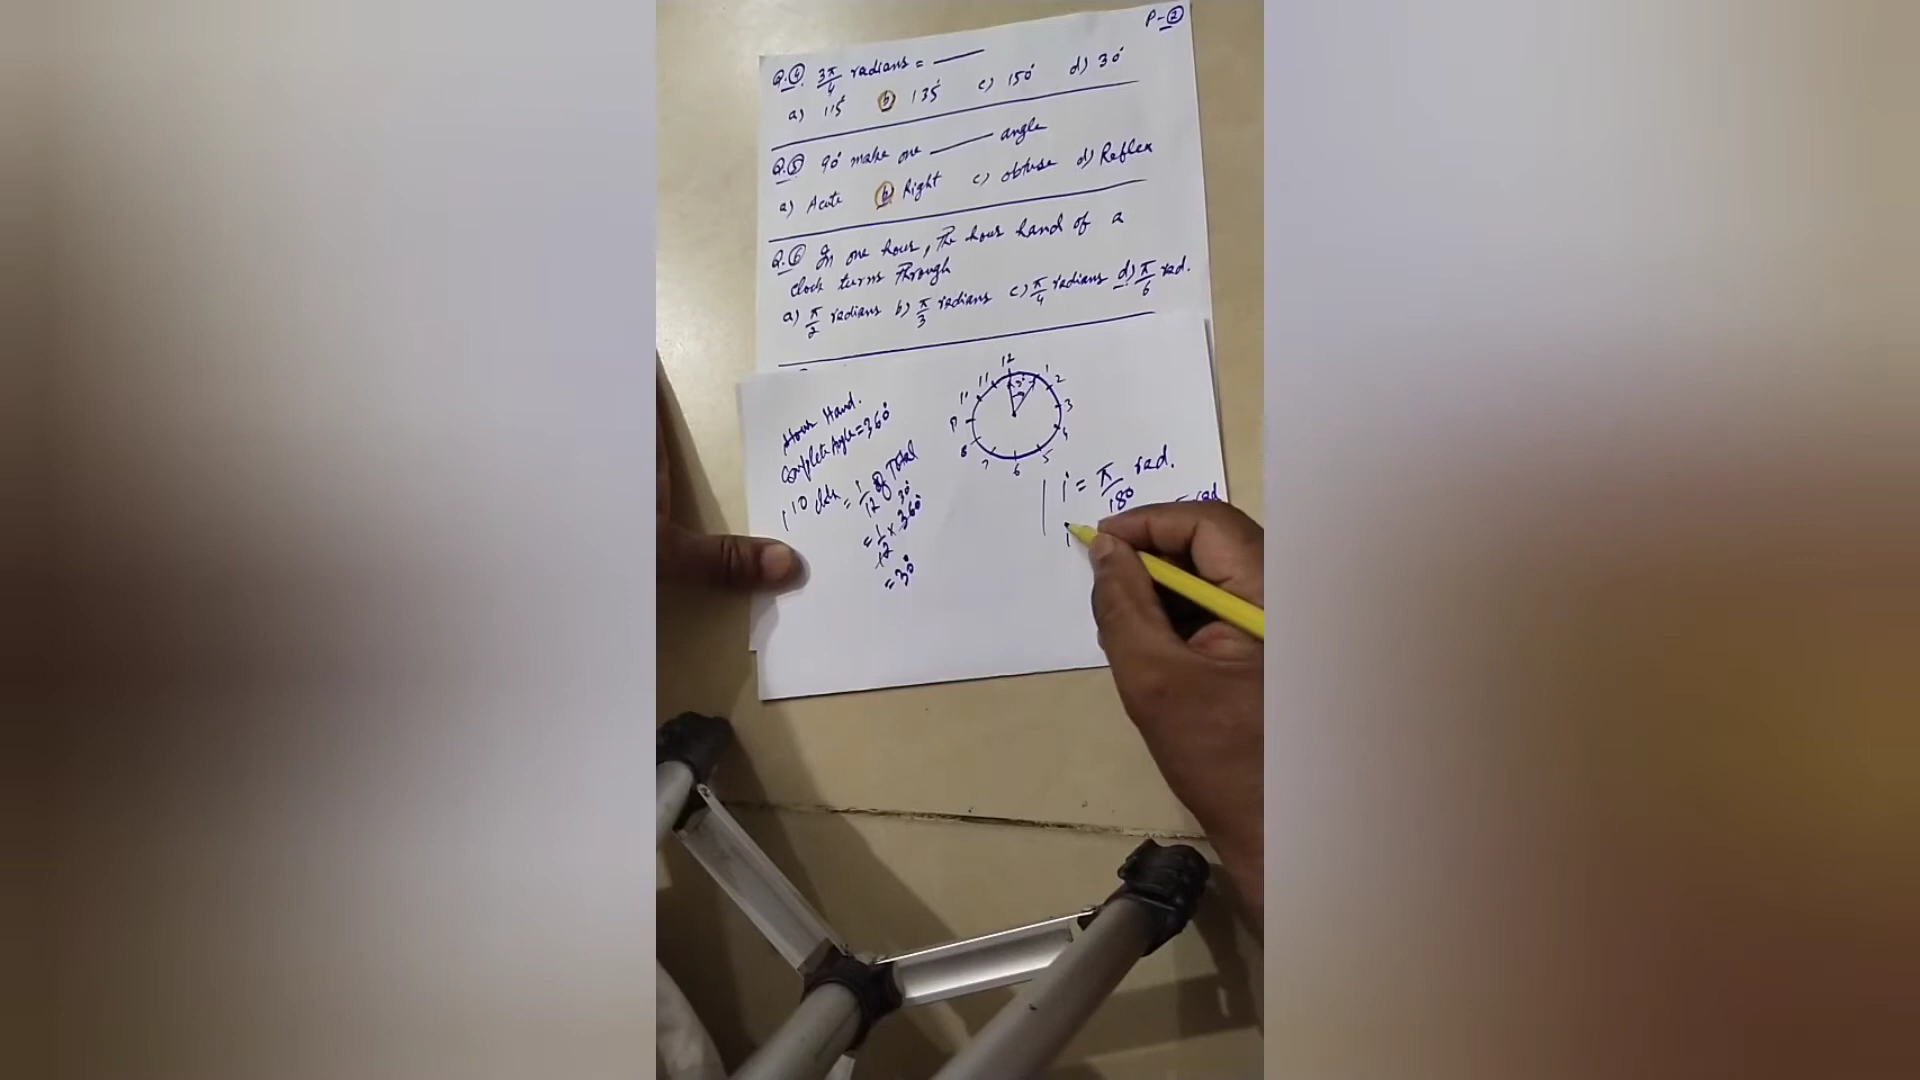 P-②
Q.④ 3π/4 radians = ____
a) 115° b) 135° c) 150° d) 30°
Q.⑤ 90° make one ____ angle
a) Acute b) Right c) obtuse d) Reflex
Q.⑥ In one hour, The hour hand of a
clock turns Through
a) π/2 radians b) π/3 radians c) π/4 radians d) π/6 rad.
Hour Hand.
Complete Angle = 360°
= 1/12 of Total
= 1/12 × 360° 30
= 30°
12
1
2
3
4
5
6
7
8
11
1° = π/180 rad.
rad